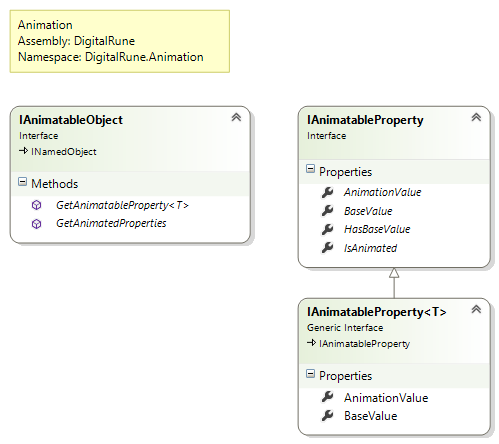 Animation
Assembly: DigitalRune
Namespace: DigitalRune.Animation
IAnimatableObject
Interface
INamedObject
Methods
GetAnimatableProperty<T>
GetAnimatedProperties
IAnimatableProperty
Interface
Properties
AnimationValue
BaseValue
HasBaseValue
IsAnimated
IAnimatableProperty<T>
Generic Interface
IAnimatableProperty
Properties
AnimationValue
BaseValue